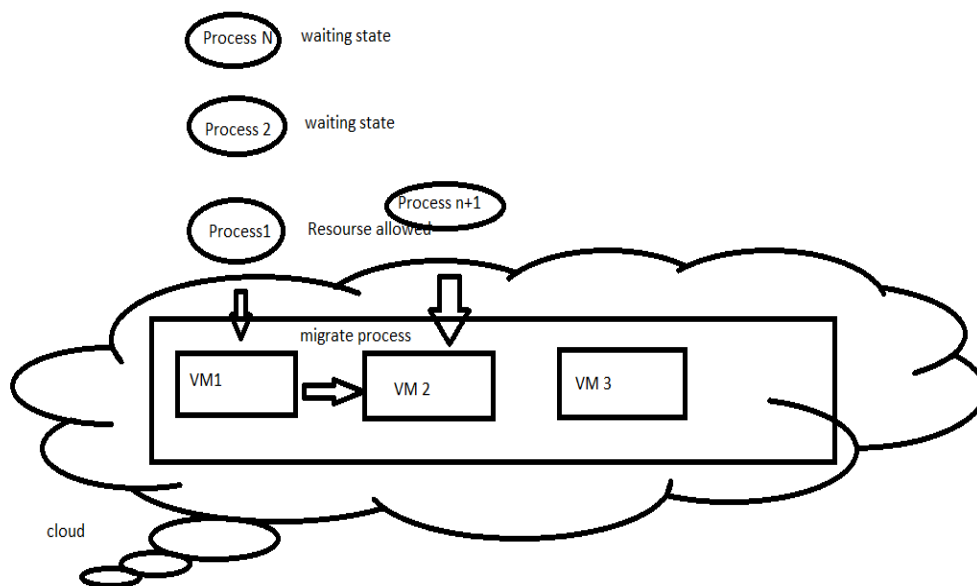 Process N waiting state
Process 2 waiting state
Process n+1
Process1 Resourse allowed
migrate process
VM1
VM 2
VM 3
cloud